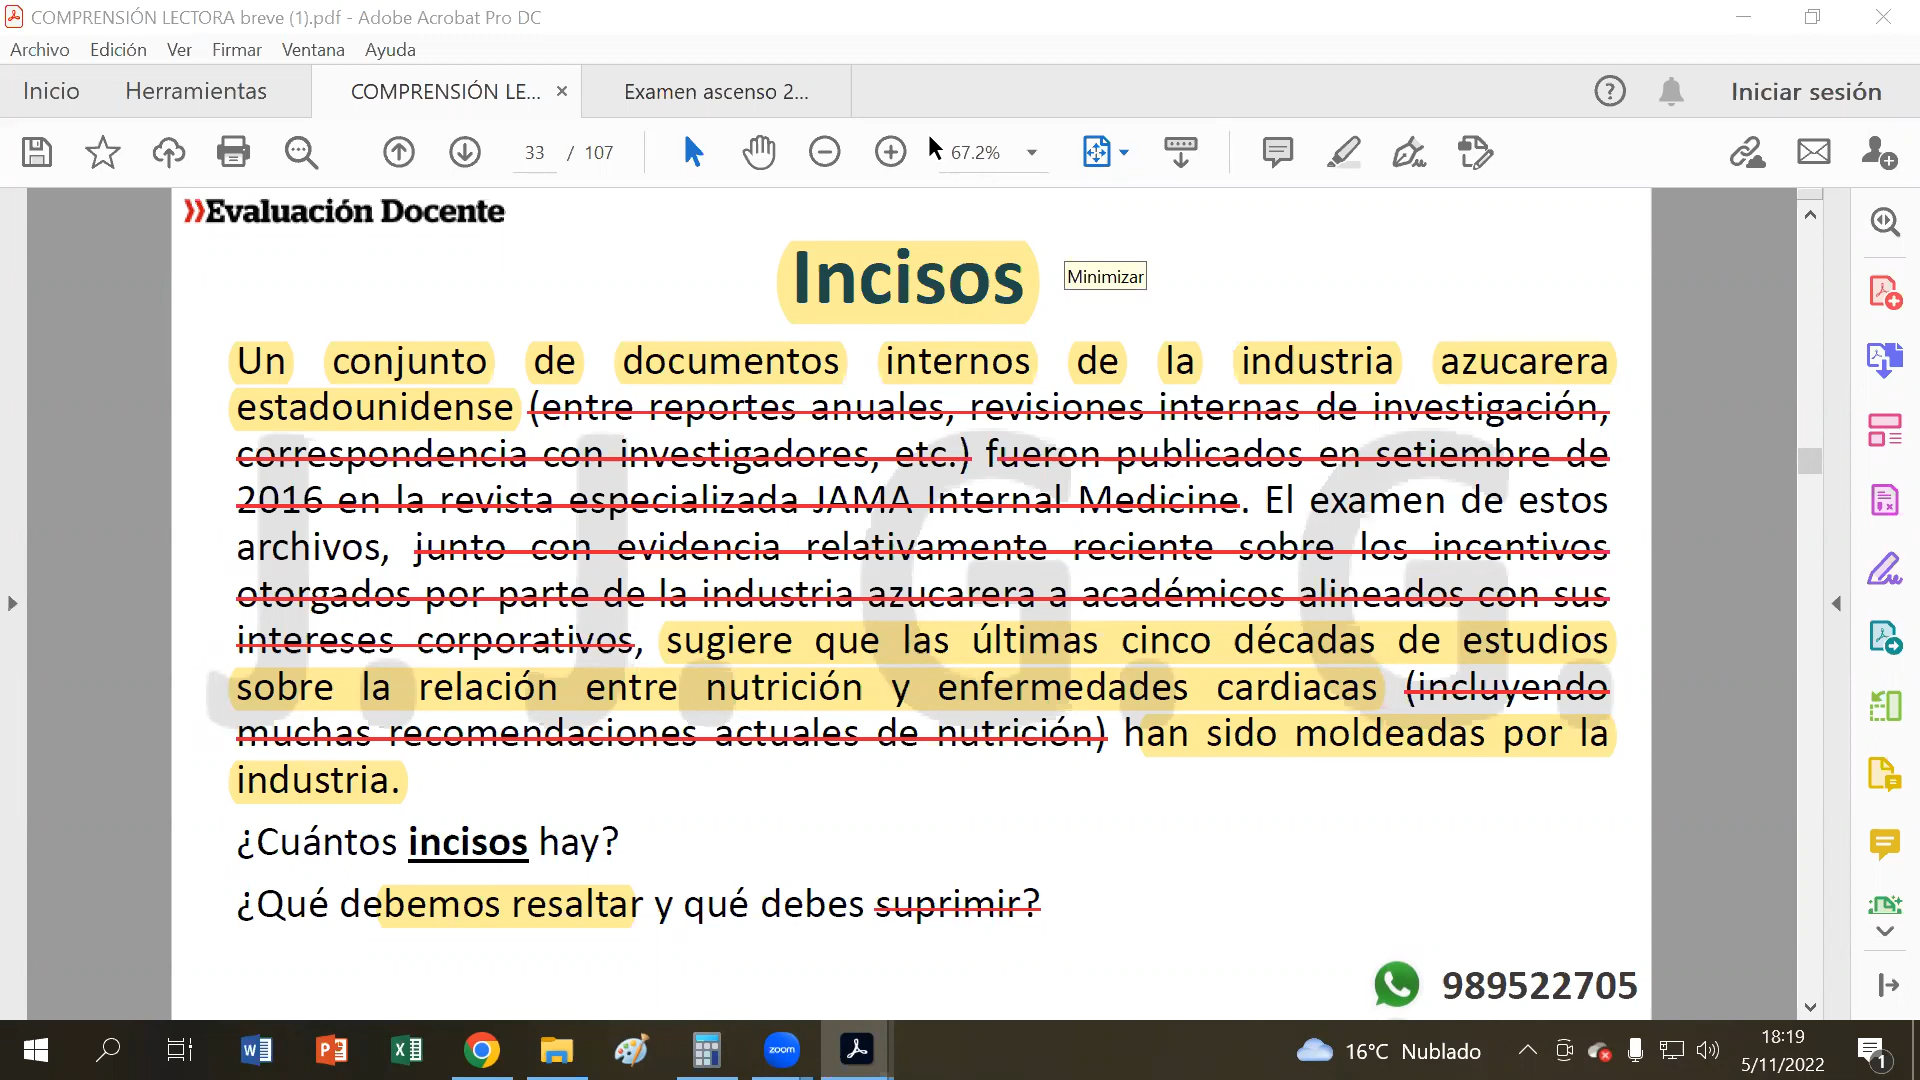 COMPRENSIÓN LECTORA breve (1).pdf - Adobe Acrobat Pro DC
Archivo Edición Ver Firmar Ventana Ayuda
Inicio Herramientas COMPRENSIÓN LE... × Examen ascenso 2... Iniciar sesión
33 / 107 67.2%
»Evaluación Docente
Incisos
Minimizar
Un conjunto de documentos internos de la industria azucarera
estadounidense (entre reportes anuales, revisiones internas de investigación,
correspondencia con investigadores, etc.) fueron publicados en setiembre de
2016 en la revista especializada JAMA Internal Medicine. El examen de estos
archivos, junto con evidencia relativamente reciente sobre los incentivos
otorgados por parte de la industria azucarera a académicos alineados con sus
intereses corporativos, sugiere que las últimas cinco décadas de estudios
sobre la relación entre nutrición y enfermedades cardiacas (incluyendo
muchas recomendaciones actuales de nutrición) han sido moldeadas por la
industria.
¿Cuántos incisos hay?
¿Qué debemos resaltar y qué debes suprimir?
J.J.G.G.
989522705
zoom
16°C Nublado
18:19
5/11/2022
1